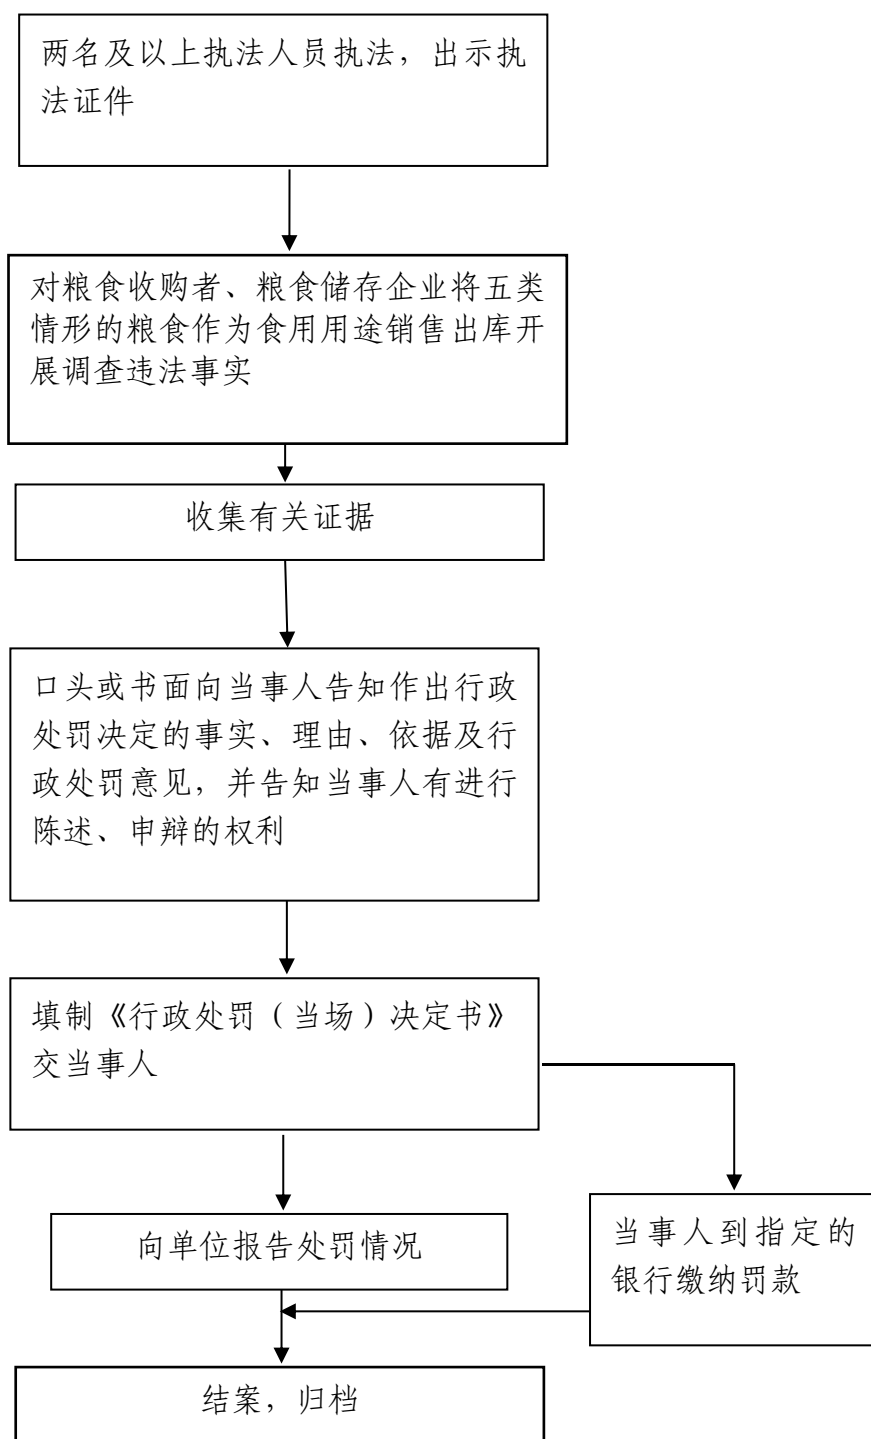 两名及以上执法人员执法，出示执
法证件
对粮食收购者、粮食储存企业将五类
情形的粮食作为食用用途销售出库开
展调查违法事实
收集有关证据
口头或书面向当事人告知作出行政
处罚决定的事实、理由、依据及行
政处罚意见，并告知当事人有进行
陈述、申辩的权利
填制《行政处罚（当场）决定书》
交当事人
向单位报告处罚情况
当事人到指定的
银行缴纳罚款
结案，归档